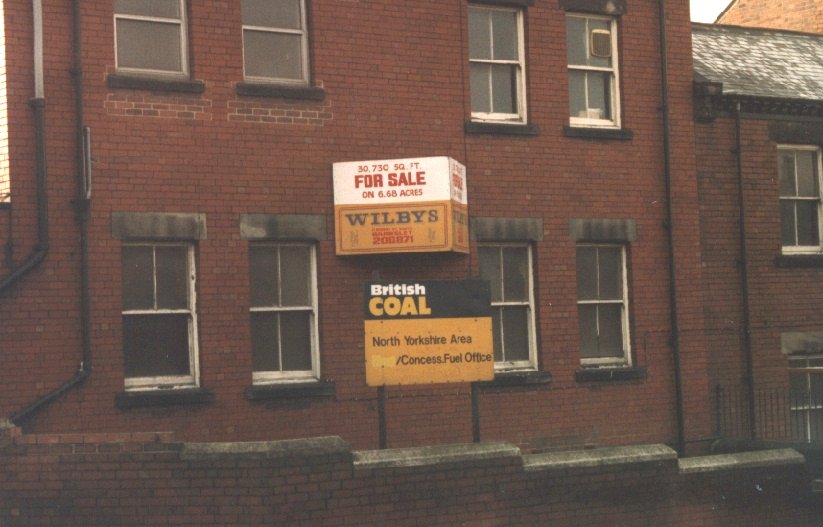 30,730 SQ. FT.
FOR SALE
ON 6.68 ACRES
WILBYS
BARNSLEY
206871
British
COAL
North Yorkshire Area
/Concess.Fuel Office